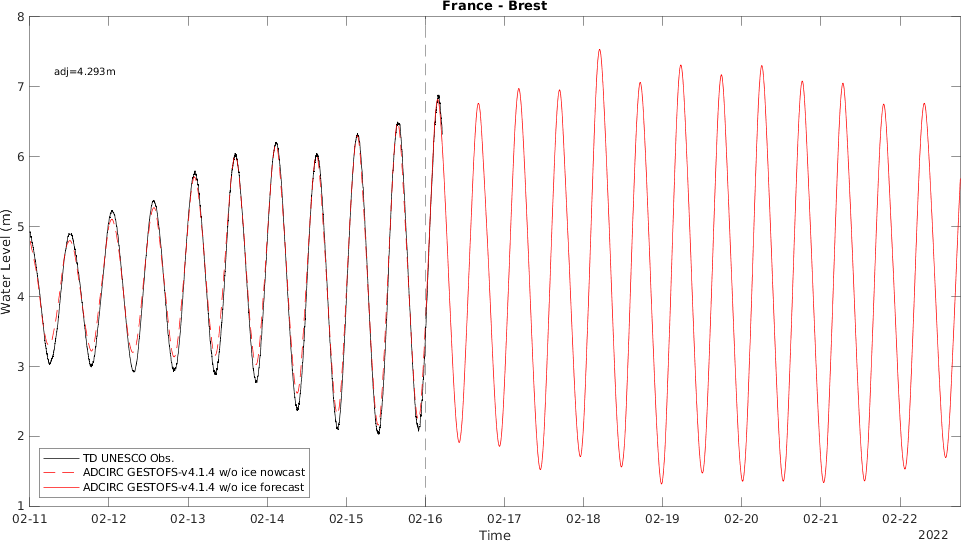 France - Brest
adj=4.293m
Water Level (m)
8
7
6
5
4
3
2
1
TD UNESCO Obs.
ADCIRC GESTOFS-v4.1.4 w/o ice nowcast
ADCIRC GESTOFS-v4.1.4 w/o ice forecast
02-11 02-12 02-13 02-14 02-15 02-16 02-17 02-18 02-19 02-20 02-21 02-22
Time
2022